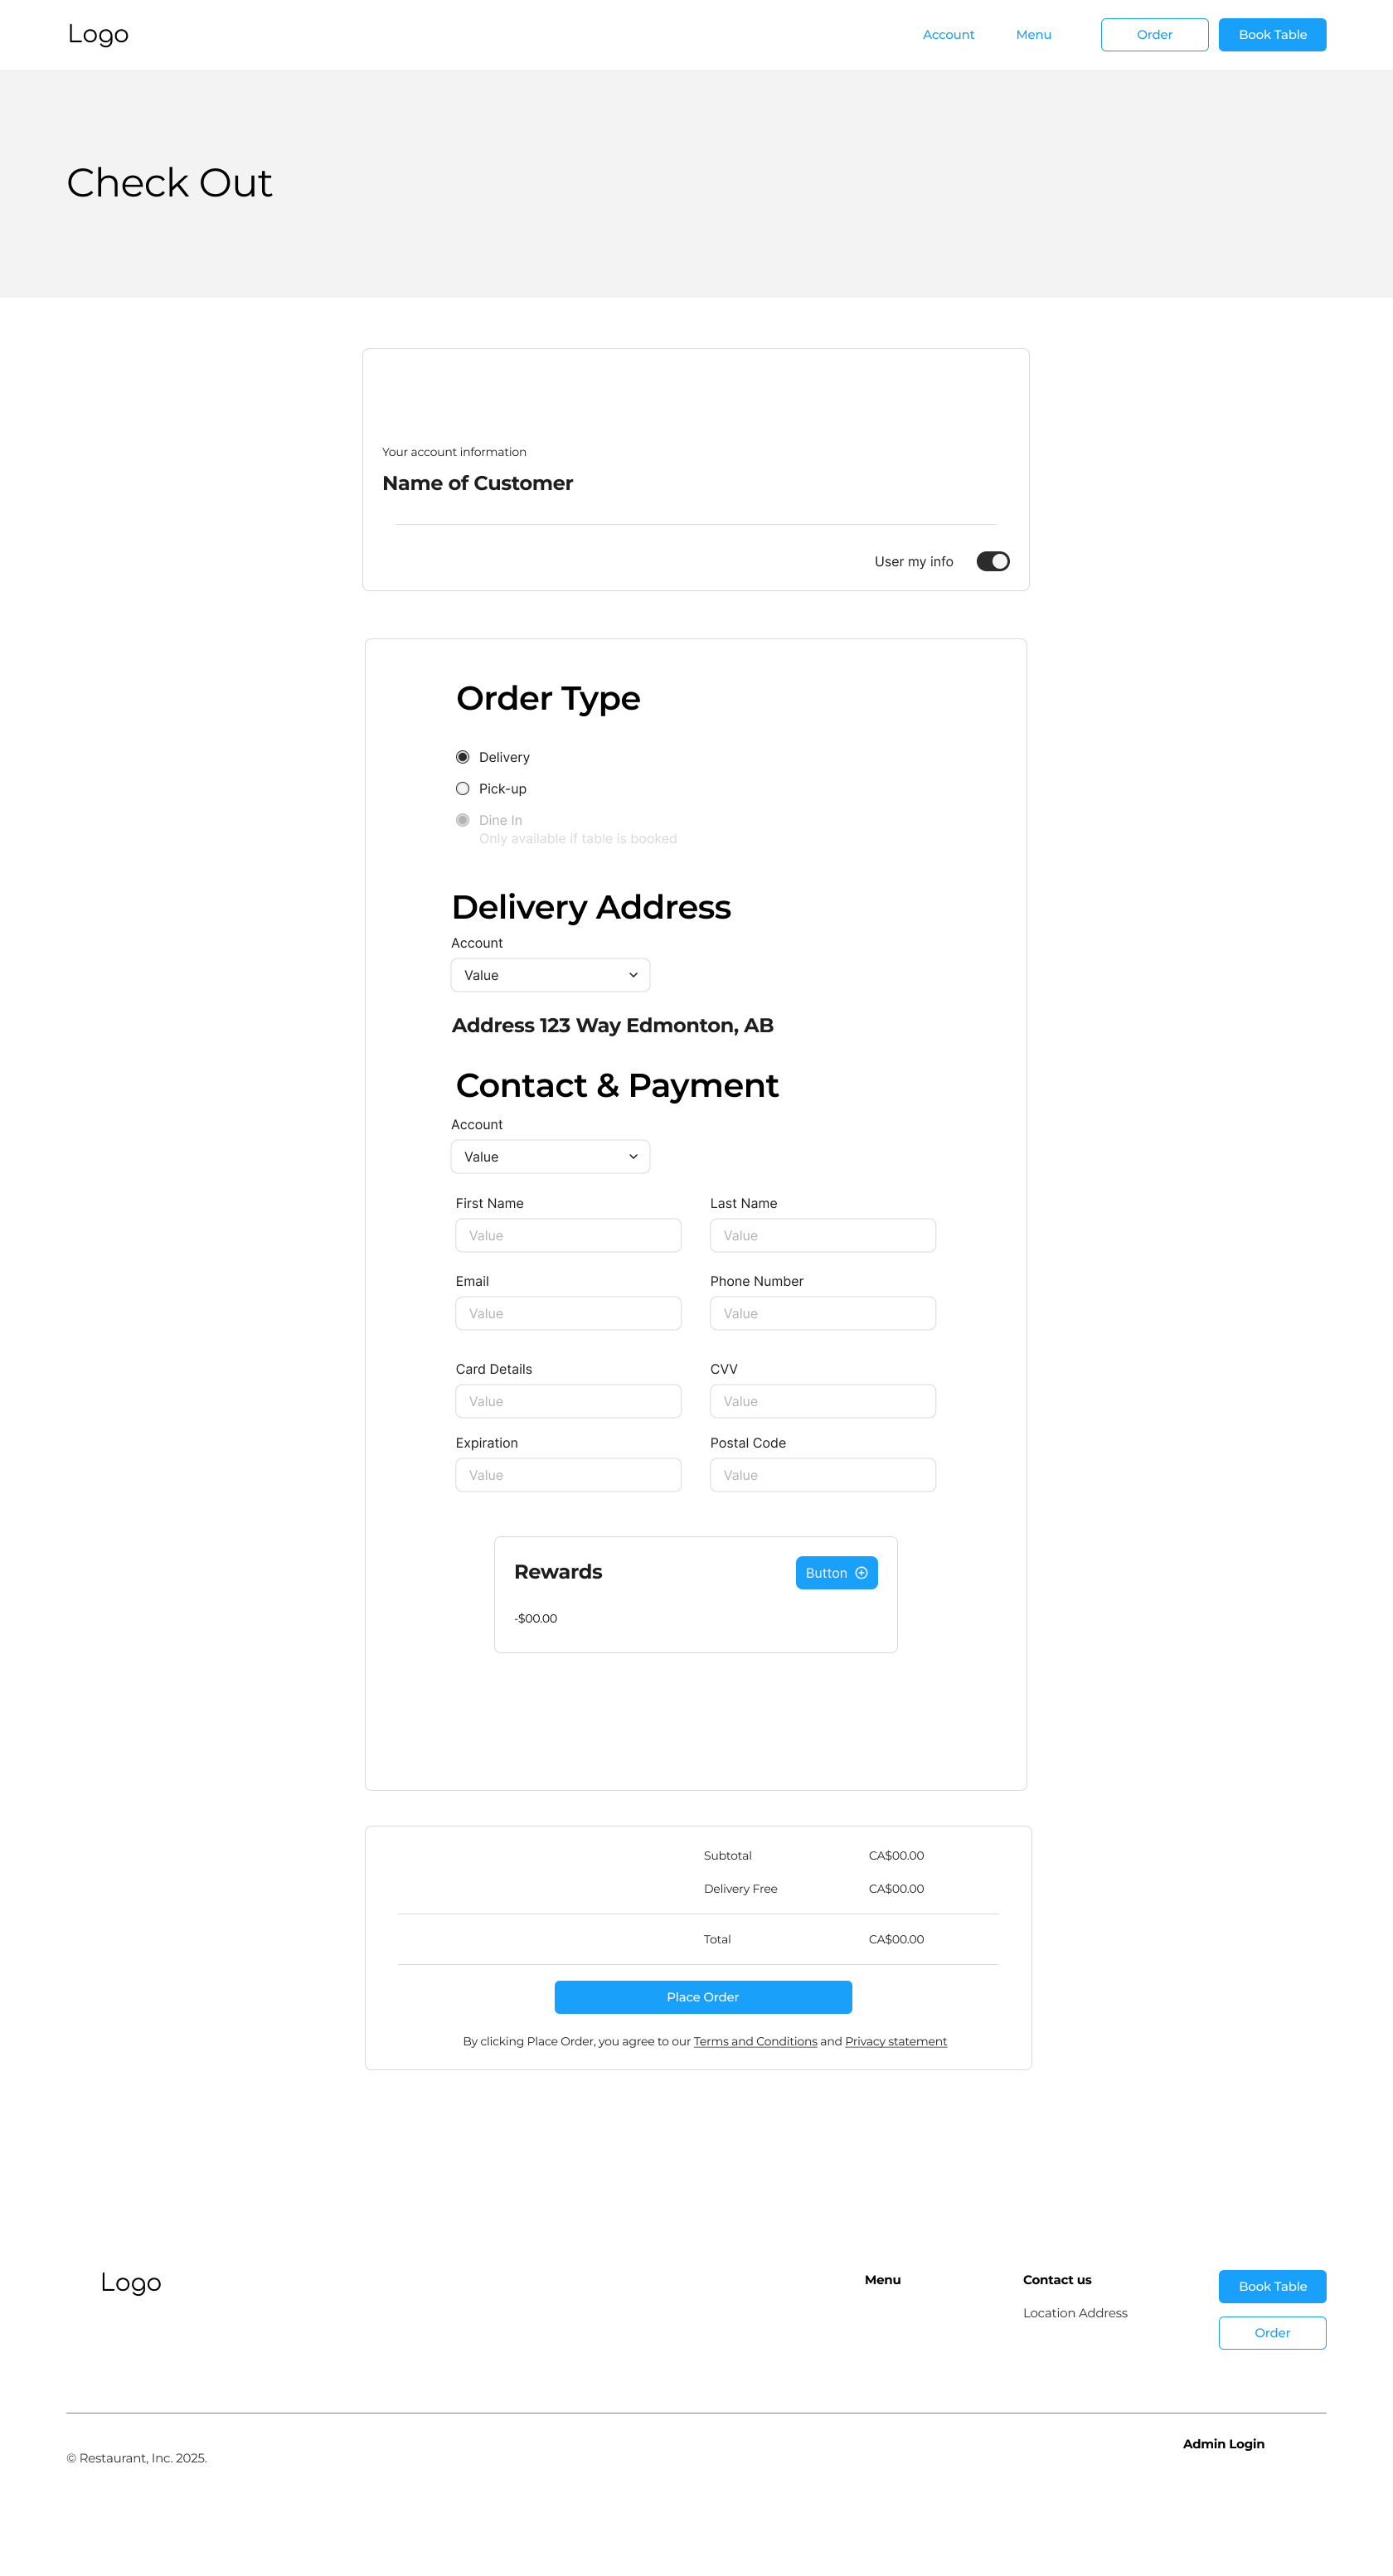 Logo
Account
Menu
Order
Book Table
Check Out
Your account information
Name of Customer
User my info
Order Type
Delivery
Pick-up
Dine In
Only available if table is booked
Delivery Address
Account
Value
Address 123 Way Edmonton, AB
Contact & Payment
Account
Value
First Name
Last Name
Value
Value
Email
Phone Number
Value
Value
Card Details
CVV
Value
Value
Expiration
Postal Code
Value
Value
Rewards
Button
-$00.00
Subtotal
CA$00.00
Delivery Free
CA$00.00
Total
CA$00.00
Place Order
By clicking Place Order, you agree to our Terms and Conditions and Privacy statement
Logo
Menu
Contact us
Location Address
Book Table
Order
Admin Login
© Restaurant, Inc. 2025.